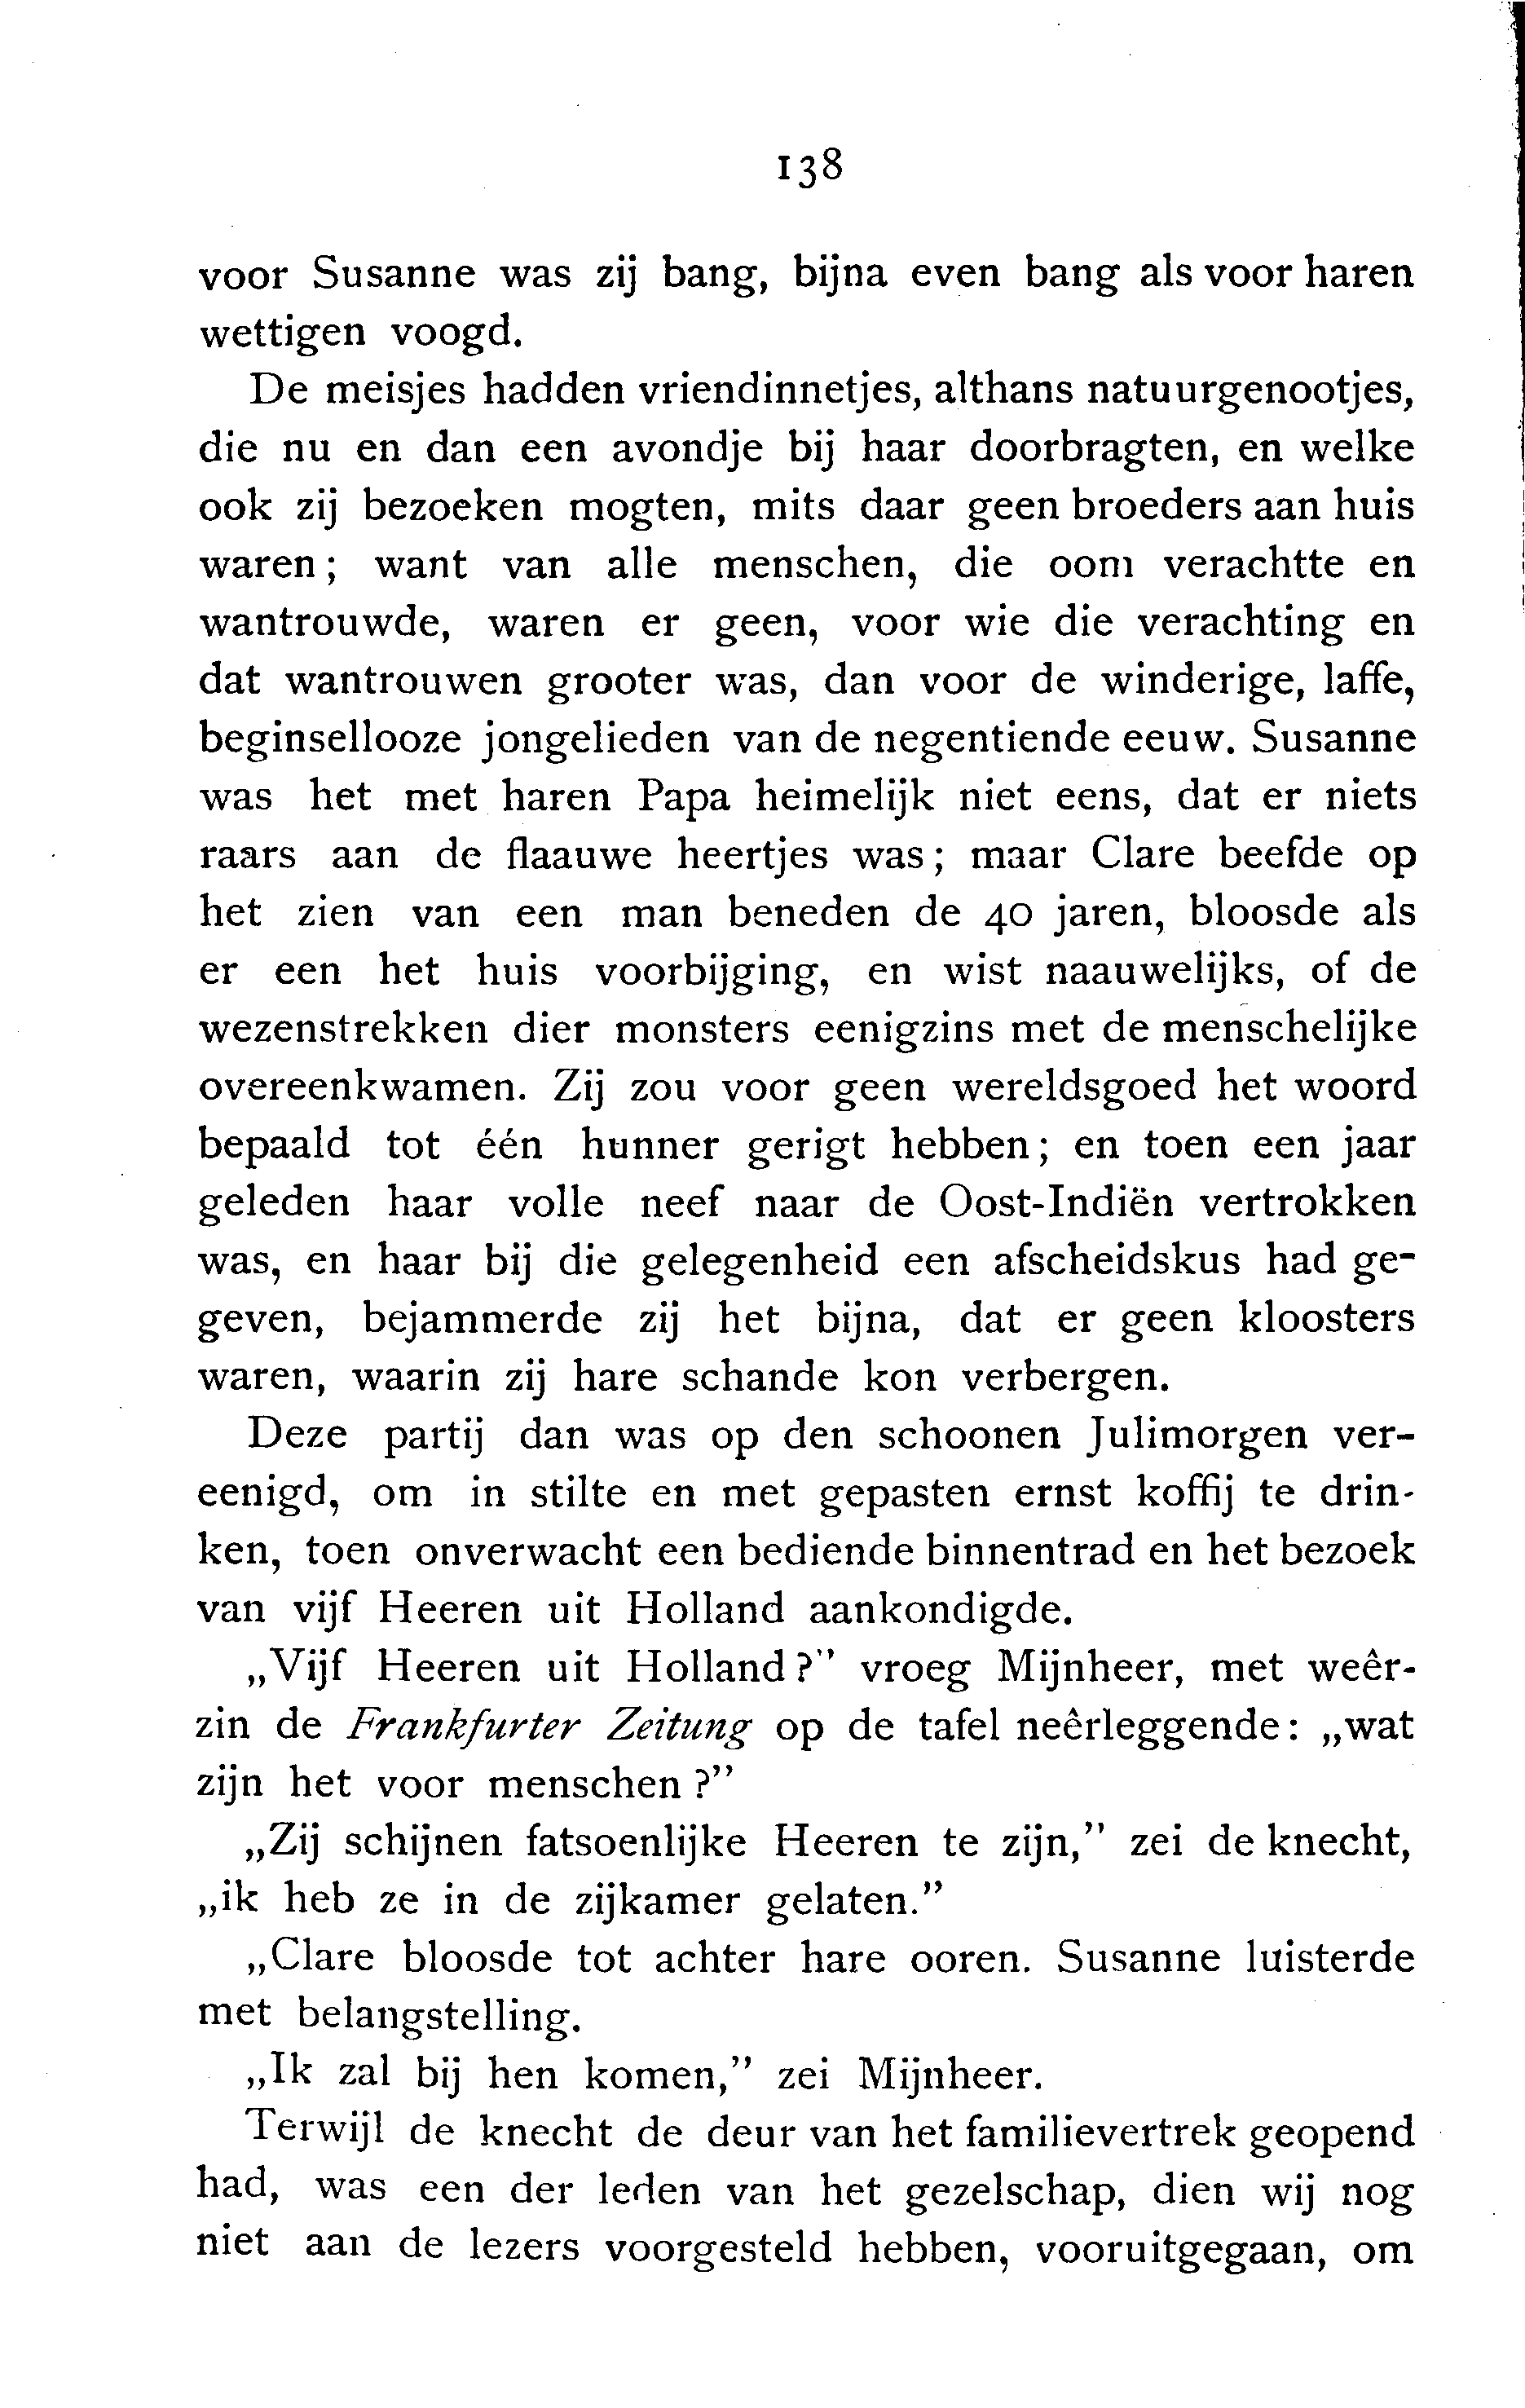 138
voor Susanne was zij bang, bijna even bang als voor haren
wettigen voogd.
De meisjes hadden vriendinnetjes, althans natuurgenootjes,
die nu en dan een avondje bij haar doorbragten, en welke
ook zij bezoeken mogten, mits daar geen broeders aan huis
waren; want van alle menschen, die oom verachtte en
wantrouwde, waren er geen, voor wie die verachting en
dat wantrouwen grooter was, dan voor de winderige, laffe,
beginsellooze jongelieden van de negentiende eeuw. Susanne
was het met haren Papa heimelijk niet eens, dat er niets
raars aan de flaauwe heertjes was; maar Clare beefde op
het zien van een man beneden de 40 jaren, bloosde als
er een het huis voorbijging, en wist naauwelijks, of de
wezenstrekken dier monsters eenigzins met de menschelijke
overeenkwamen. Zij zou voor geen wereldsgoed het woord
bepaald tot één hunner gerigt hebben; en toen een jaar
geleden haar volle neef naar de Oost-Indiën vertrokken
was, en haar bij die gelegenheid een afscheidskus had ge-
geven, bejammerde zij het bijna, dat er geen kloosters
waren, waarin zij hare schande kon verbergen.
Deze partij dan was op den schoonen Julimorgen ver-
eenigd, om in stilte en met gepasten ernst koffij te drin-
ken, toen onverwacht een bediende binnentrad en het bezoek
van vijf Heeren uit Holland aankondigde.
„Vijf Heeren uit Holland?” vroeg Mijnheer, met weêr-
zin de Frankfurter Zeitung op de tafel neêrleggende: „wat
zijn het voor menschen?”
„Zij schijnen fatsoenlijke Heeren te zijn,” zei de knecht,
„ik heb ze in de zijkamer gelaten.”
„Clare bloosde tot achter hare ooren. Susanne luisterde
met belangstelling.
„Ik zal bij hen komen,” zei Mijnheer.
Terwijl de knecht de deur van het familievertrek geopend
had, was een der leden van het gezelschap, dien wij nog
niet aan de lezers voorgesteld hebben, vooruitgegaan, om